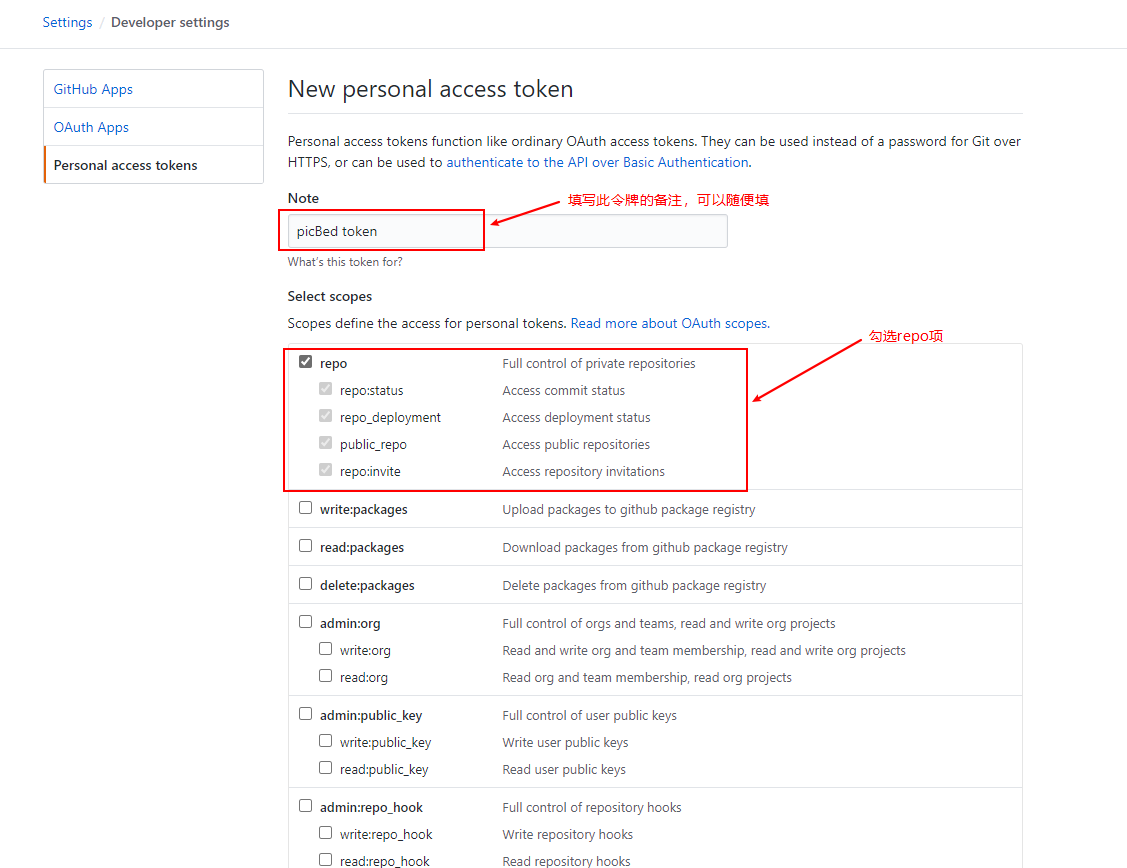 Settings / Developer settings
GitHub Apps
OAuth Apps
Personal access tokens
New personal access token
Personal access tokens function like ordinary OAuth access tokens. They can be used instead of a password for Git over
HTTPS, or can be used to authenticate to the API over Basic Authentication.
Note
填写此令牌的备注，可以随便填
picBed token
What's this token for?
Select scopes
Scopes define the access for personal tokens. Read more about OAuth scopes.
勾选repo项
repo Full control of private repositories
repo:status Access commit status
repo_deployment Access deployment status
public_repo Access public repositories
repo:invite Access repository invitations
write:packages Upload packages to github package registry
read:packages Download packages from github package registry
delete:packages Delete packages from github package registry
admin:org Full control of orgs and teams, read and write org projects
write:org Read and write org and team membership, read and write org projects
read:org Read org and team membership, read org projects
admin:public_key Full control of user public keys
write:public_key Write user public keys
read:public_key Read user public keys
admin:repo_hook Full control of repository hooks
write:repo_hook Write repository hooks
read:repo_hook Read repository hooks